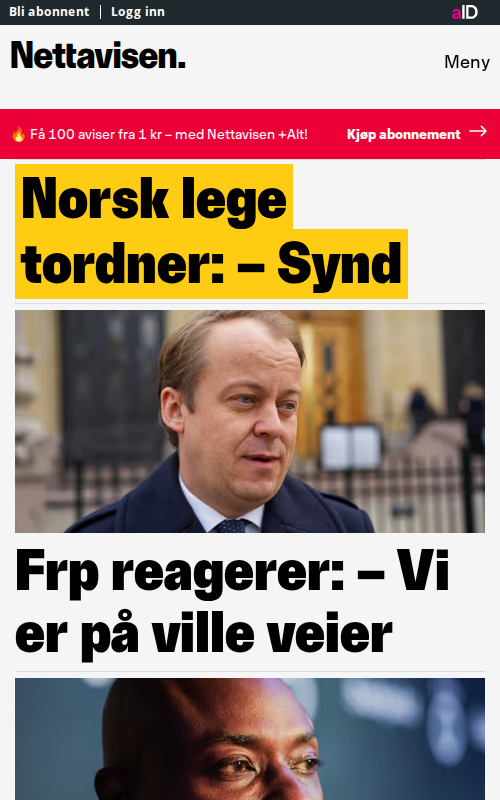 Bli abonnent | Logg inn
aID
Nettavisen.
Meny
🔥 Få 100 aviser fra 1 kr – med Nettavisen +Alt!
Kjøp abonnement →
Norsk lege
tordner: – Synd
Frp reagerer: – Vi
er på ville veier